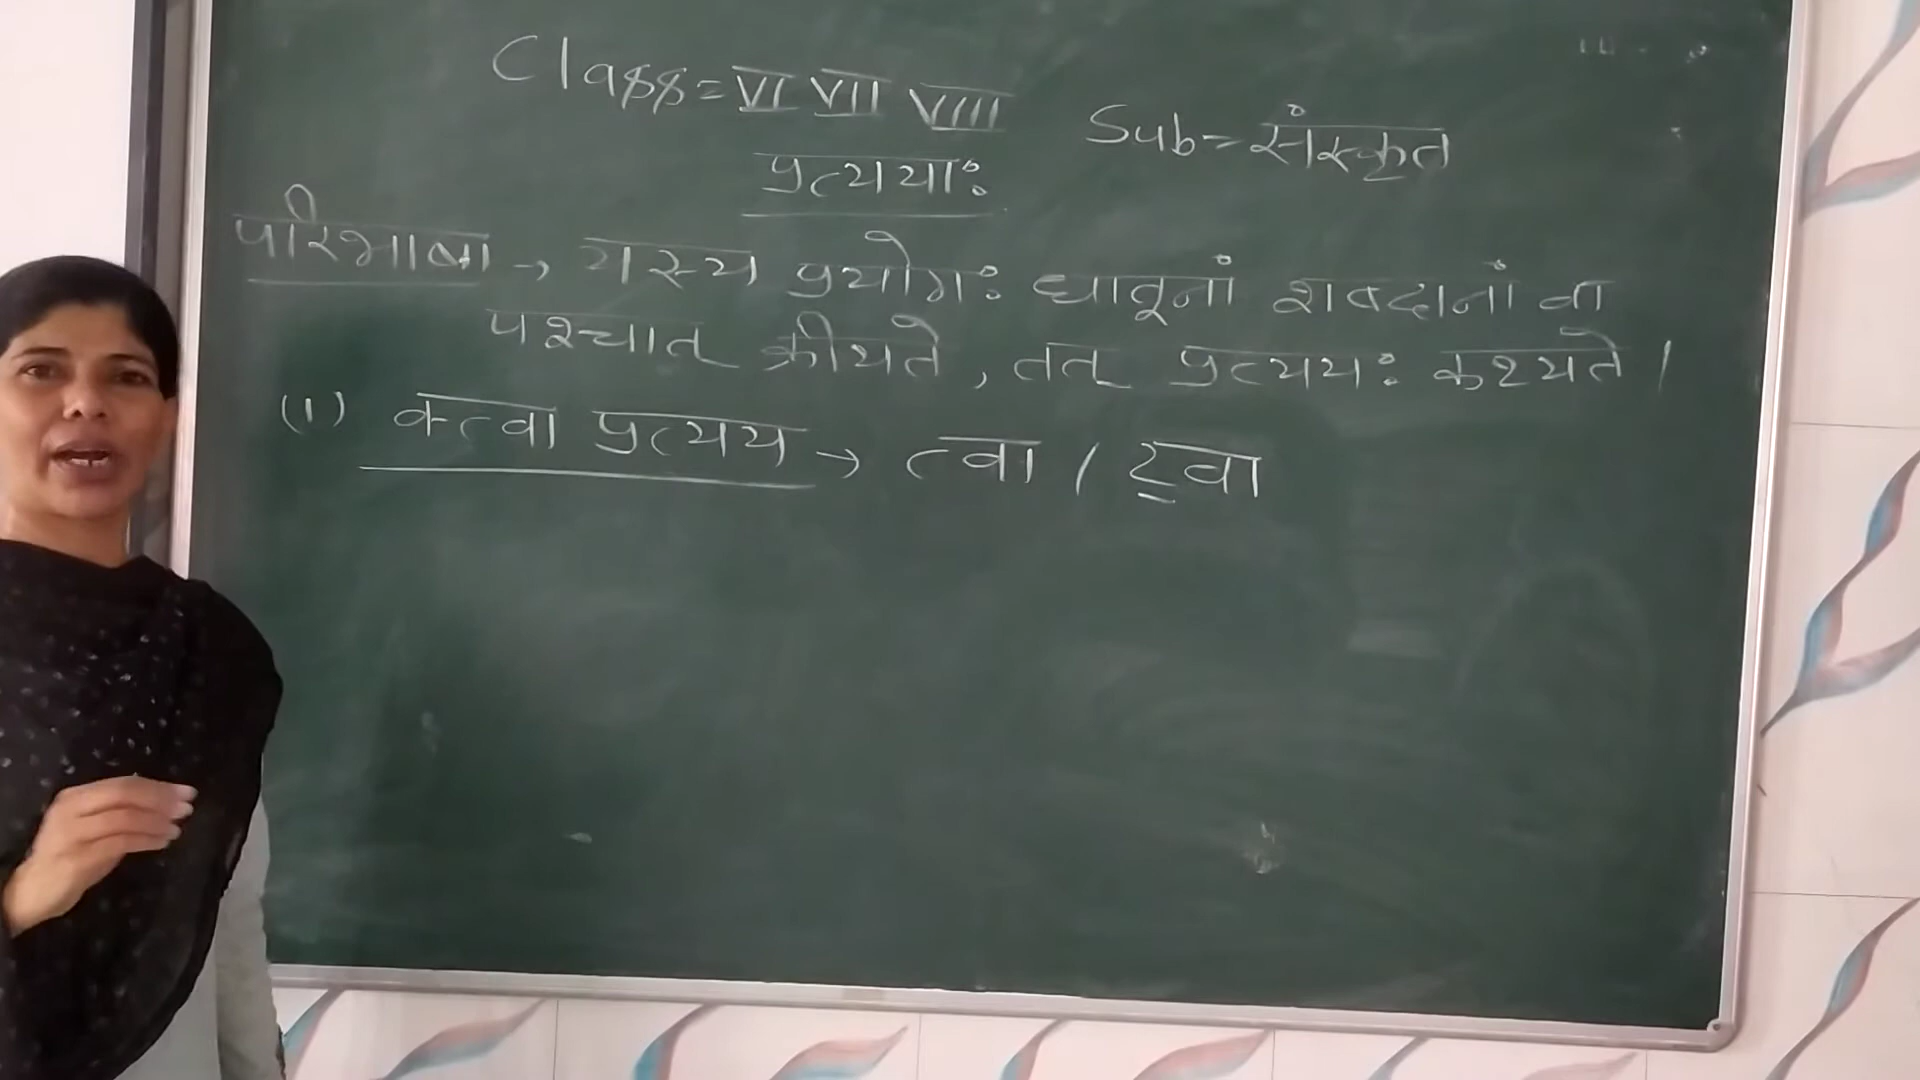 Class = VI VII VIII Sub = संस्कृत
प्रत्ययाः
परिभाषा → यस्य प्रयोगः धातूनां शबदानां वा
पश्चात् क्रीयते, तत् प्रत्ययः कथ्यते।
(1) क्त्वा प्रत्यय → त्वा / ट्वा